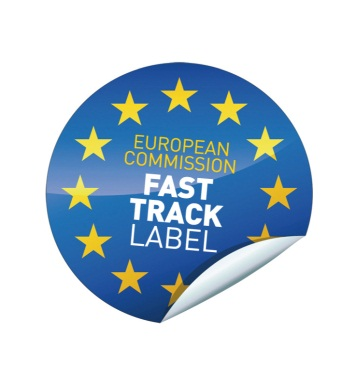 EUROPEAN
COMMISSION
FAST
TRACK
LABEL